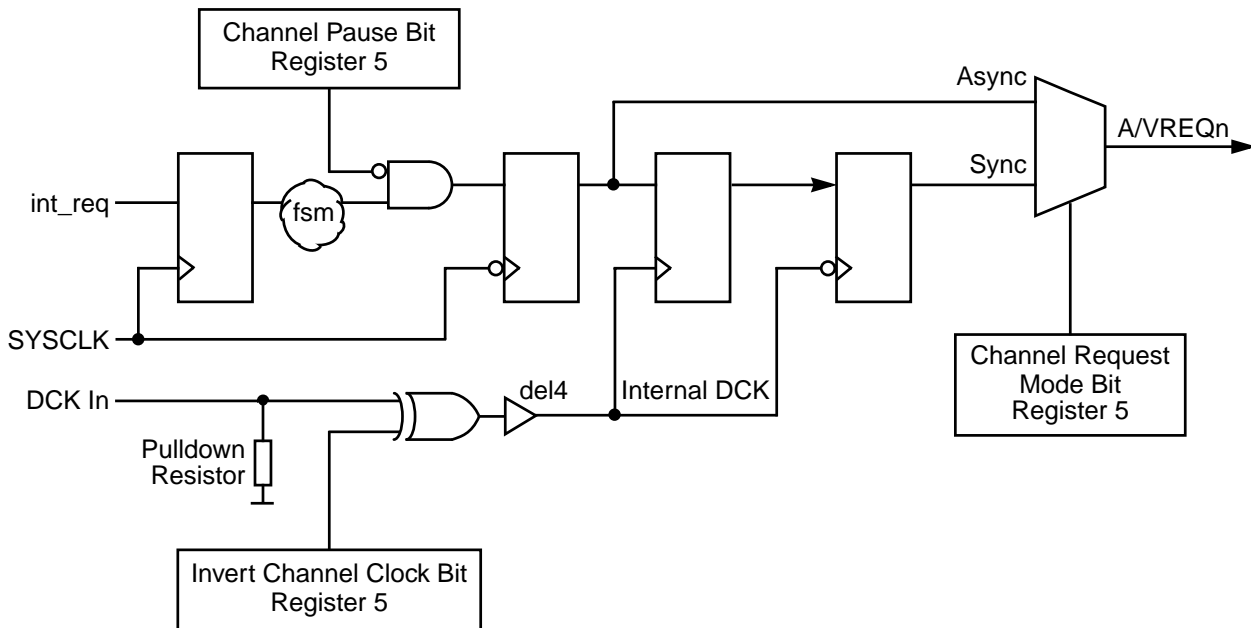 Channel Pause Bit
Register 5
Async
A/VREQn
Sync
int_req
fsm
SYSCLK
DCK In
del4
Internal DCK
Channel Request
Mode Bit
Register 5
Pulldown
Resistor
Invert Channel Clock Bit
Register 5